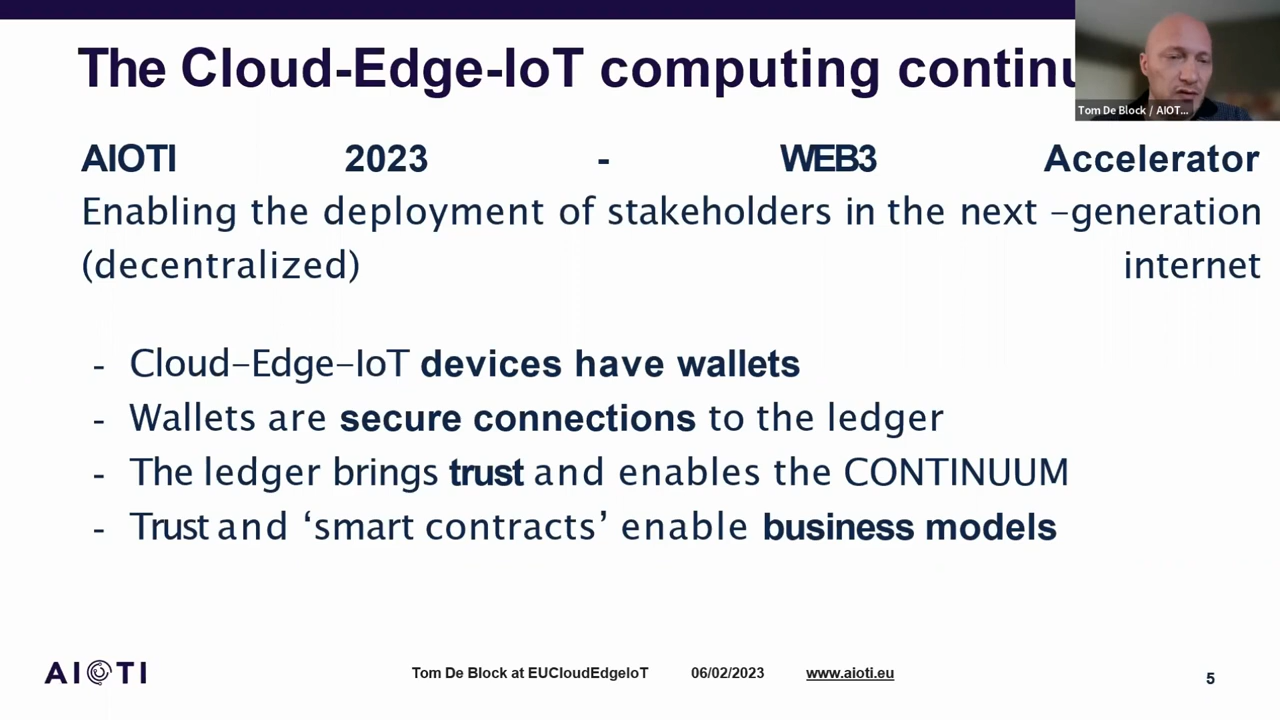 The Cloud-Edge-IoT computing continu
Tom De Block / AIOT...
AIOTI 2023 - WEB3 Accelerator
Enabling the deployment of stakeholders in the next -generation
(decentralized) internet
- Cloud-Edge-IoT devices have wallets
- Wallets are secure connections to the ledger
- The ledger brings trust and enables the CONTINUUM
- Trust and ‘smart contracts’ enable business models
AIOTI
Tom De Block at EUCloudEdgeIoT 06/02/2023 www.aioti.eu
5